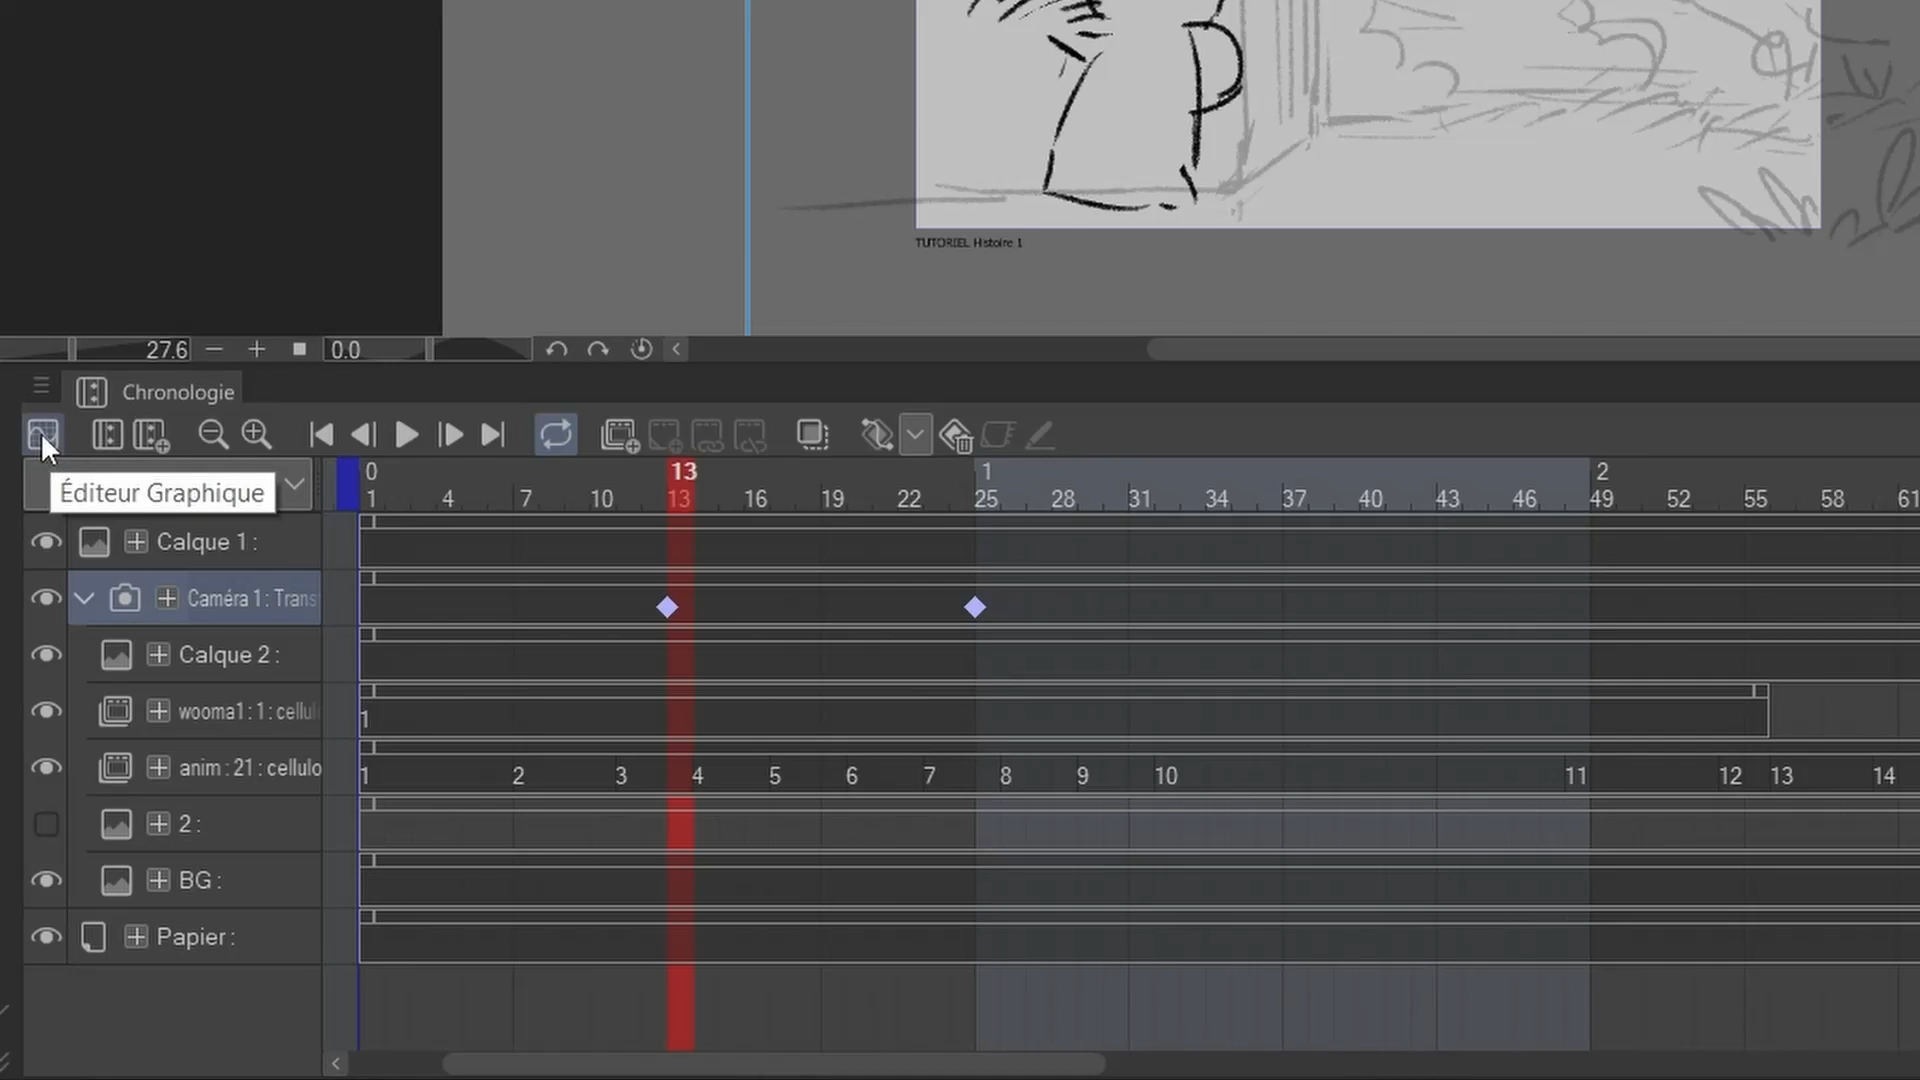 TUTORIEL Histoire 1
27.6
0.0
Chronologie
Éditeur Graphique
0 13 1 2
1 4 7 10 13 16 19 22 25 28 31 34 37 40 43 46 49 52 55 58 61
Calque 1 :
Caméra 1 : Trans
Calque 2 :
wooma1 : 1 : cellul
1
anim : 21 : cellulo
1 2 3 4 5 6 7 8 9 10 11 12 13 14
2 :
BG :
Papier :